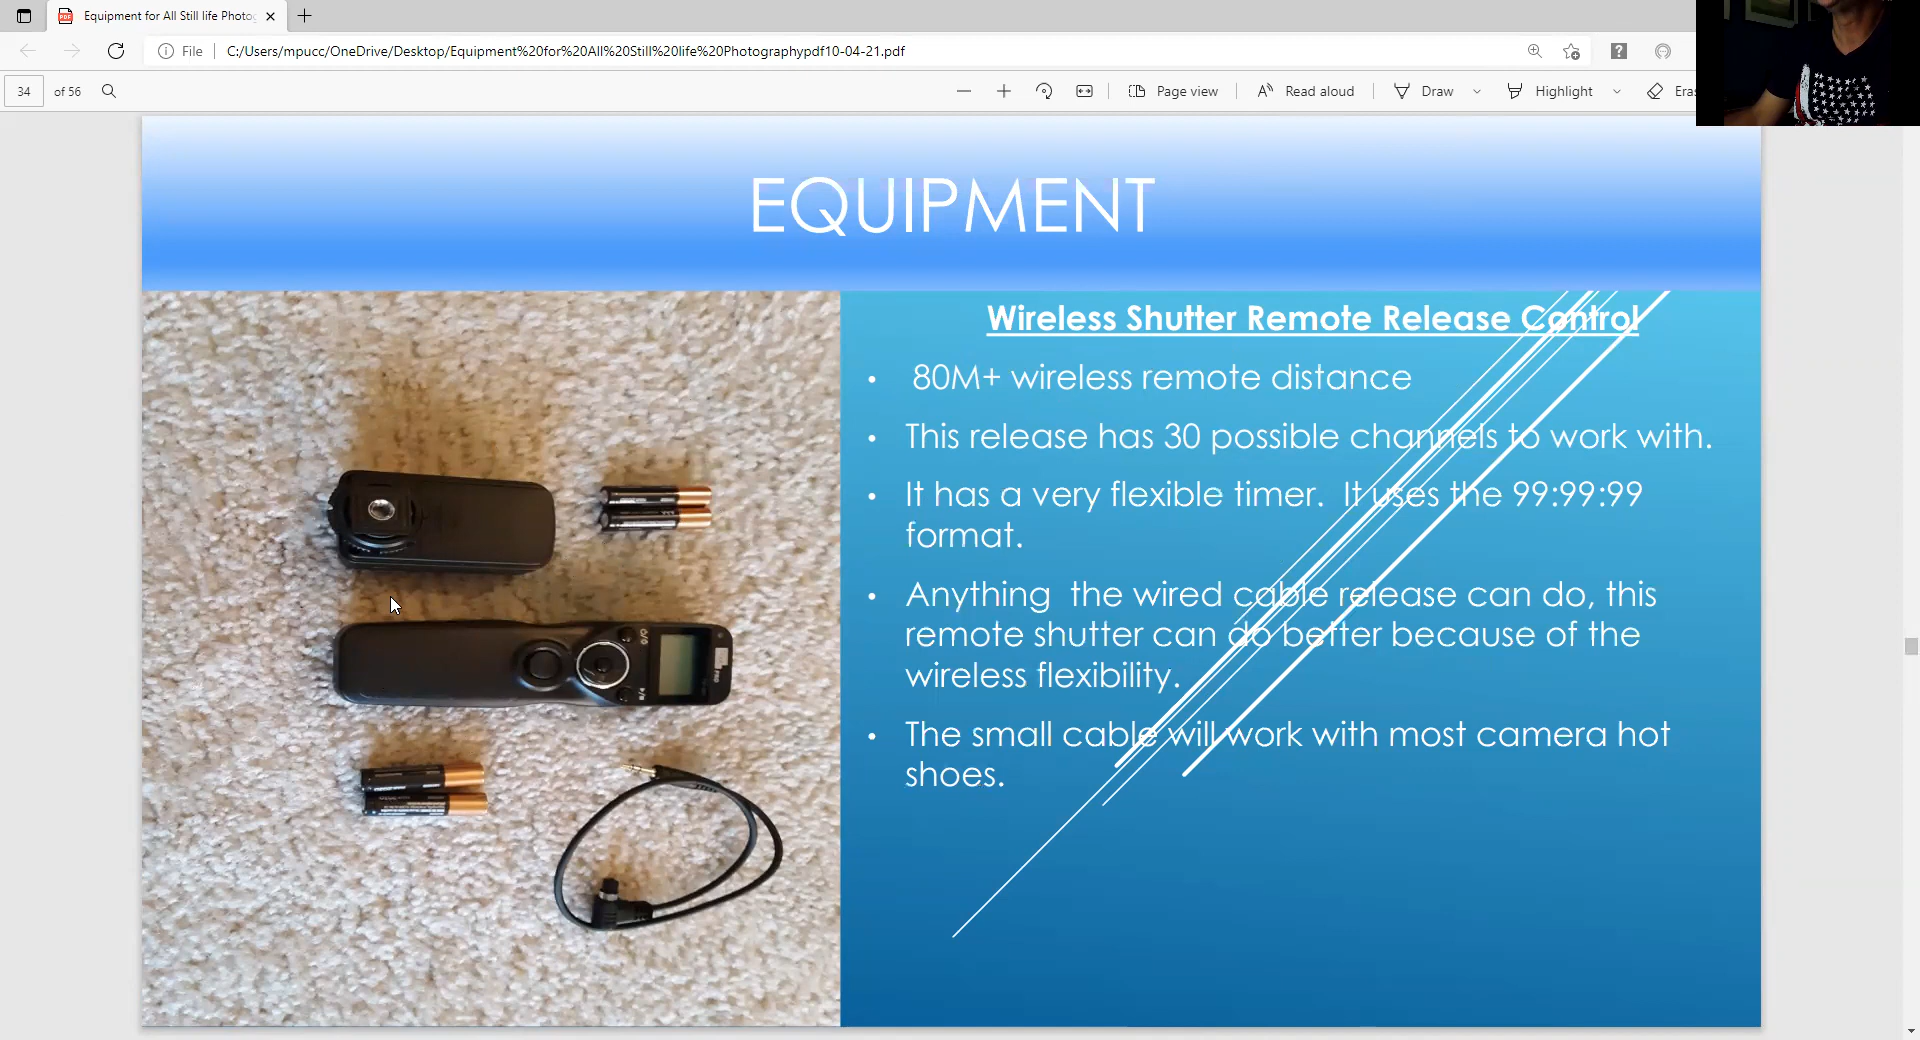 Equipment for All Still life Photog
File
C:/Users/mpucc/OneDrive/Desktop/Equipment%20for%20All%20Still%20life%20Photographypdf10-04-21.pdf
34 of 56
Page view
Read aloud
Draw
Highlight
Eras
EQUIPMENT
Wireless Shutter Remote Release Control
• 80M+ wireless remote distance
• This release has 30 possible channels to work with.
• It has a very flexible timer. It uses the 99:99:99
format.
• Anything the wired cable release can do, this
remote shutter can do better because of the
wireless flexibility.
• The small cable will work with most camera hot
shoes.
PRO